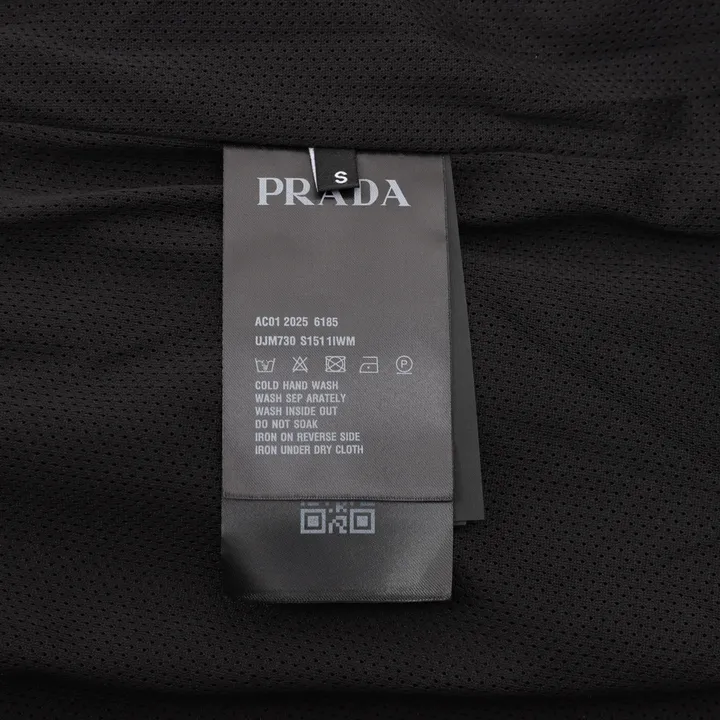 S
PRADA
AC01 2025 6185
UJM730 S1511IWM
P
COLD HAND WASH
WASH SEP ARATELY
WASH INSIDE OUT
DO NOT SOAK
IRON ON REVERSE SIDE
IRON UNDER DRY CLOTH